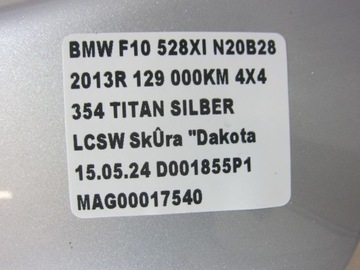 BMW F10 528XI N20B28
2013R 129 000KM 4X4
354 TITAN SILBER
LCSW SkÛra "Dakota
15.05.24 D001855P1
MAG00017540